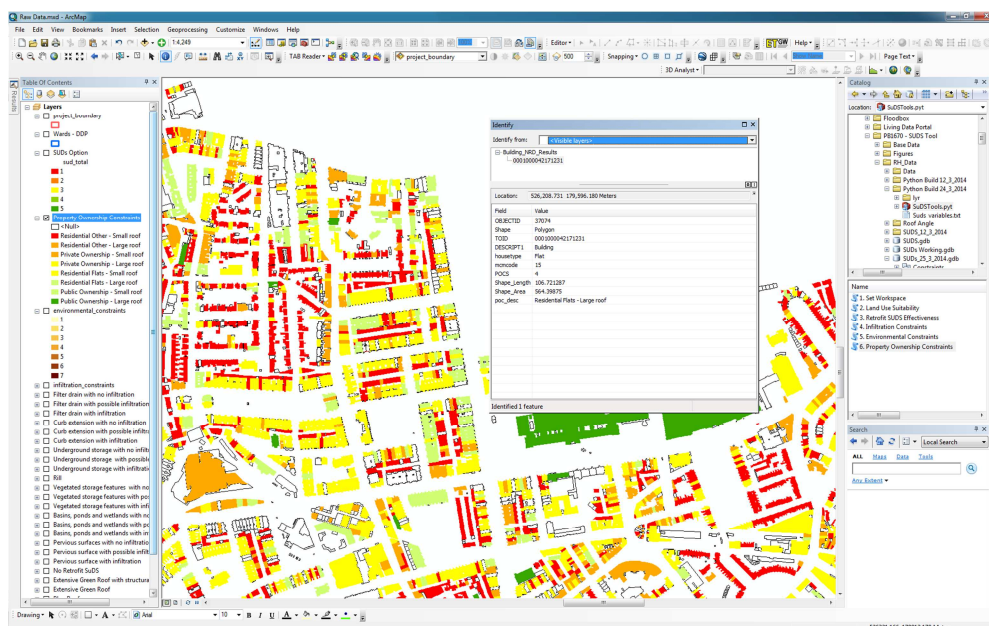 Raw Data.mxd - ArcMap
File Edit View Bookmarks Insert Selection Geoprocessing Customize Windows Help
1:4,249
Editor
Help
TAB Reader
project_boundary
500
Snapping
Page Text
3D Analyst
Table Of Contents
Results
Layers
project_boundary
Wards - DDP
SUDs Option
sud_total
1
2
3
4
5
Property Ownership Constraints
<Null>
Residential Other - Small roof
Residential Other - Large roof
Private Ownership - Small roof
Private Ownership - Large roof
Residential Flats - Small roof
Residential Flats - Large roof
Public Ownership - Small roof
Public Ownership - Large roof
environmental_constraints
1
2
3
4
5
6
7
infiltration_constraints
Filter drain with no infiltration
Filter drain with possible infiltration
Filter drain with infiltration
Curb extension with no infiltration
Curb extension with possible infiltra
Curb extension with infiltration
Underground storage with no infilt
Underground storage with possible
Underground storage with infiltratio
Rill
Vegetated storage features with no
Vegetated storage features with pos
Vegetated storage features with infi
Basins, ponds and wetlands with no
Basins, ponds and wetlands with po
Basins, ponds and wetlands with in
Pervious surface with no infiltration
Pervious surface with possible infilt
Pervious surface with infiltration
No Retrofit SuDS
Extensive Green Roof with structura
Extensive Green Roof
Identify
Identify from: <Visible layers>
Building_NRD_Results
0001000042171231
Location: 526,208.731 179,596.180 Meters
Field Value
OBJECTID 37074
Shape Polygon
TOID 0001000042171231
DESCRIPT1 Building
housetype Flat
mcmcode 15
POCS 4
Shape_Length 106.721287
Shape_Area 564.39875
poc_desc Residential Flats - Large roof
Identified 1 feature
Catalog
Location: SuDSTools.pyt
Floodbox
Living Data Portal
PB1670 - SUDS Tool
Base Data
Figures
RH_Data
Data
Python Build 12_3_2014
Python Build 24_3_2014
lyr
SuDSTools.pyt
Suds variables.txt
Roof Angle
SUDS_12_3_2014
SUDS.gdb
SUDs Working.gdb
SUDs_25_3_2014.gdb
Constraints
Name
1. Set Workspace
2. Land Use Suitability
3. Retrofit SUDS Effectiveness
4. Infiltration Constraints
5. Environmental Constraints
6. Property Ownership Constraints
Search
Local Search
ALL Maps Data Tools
Any Extent
Drawing
Arial
10
B I U A